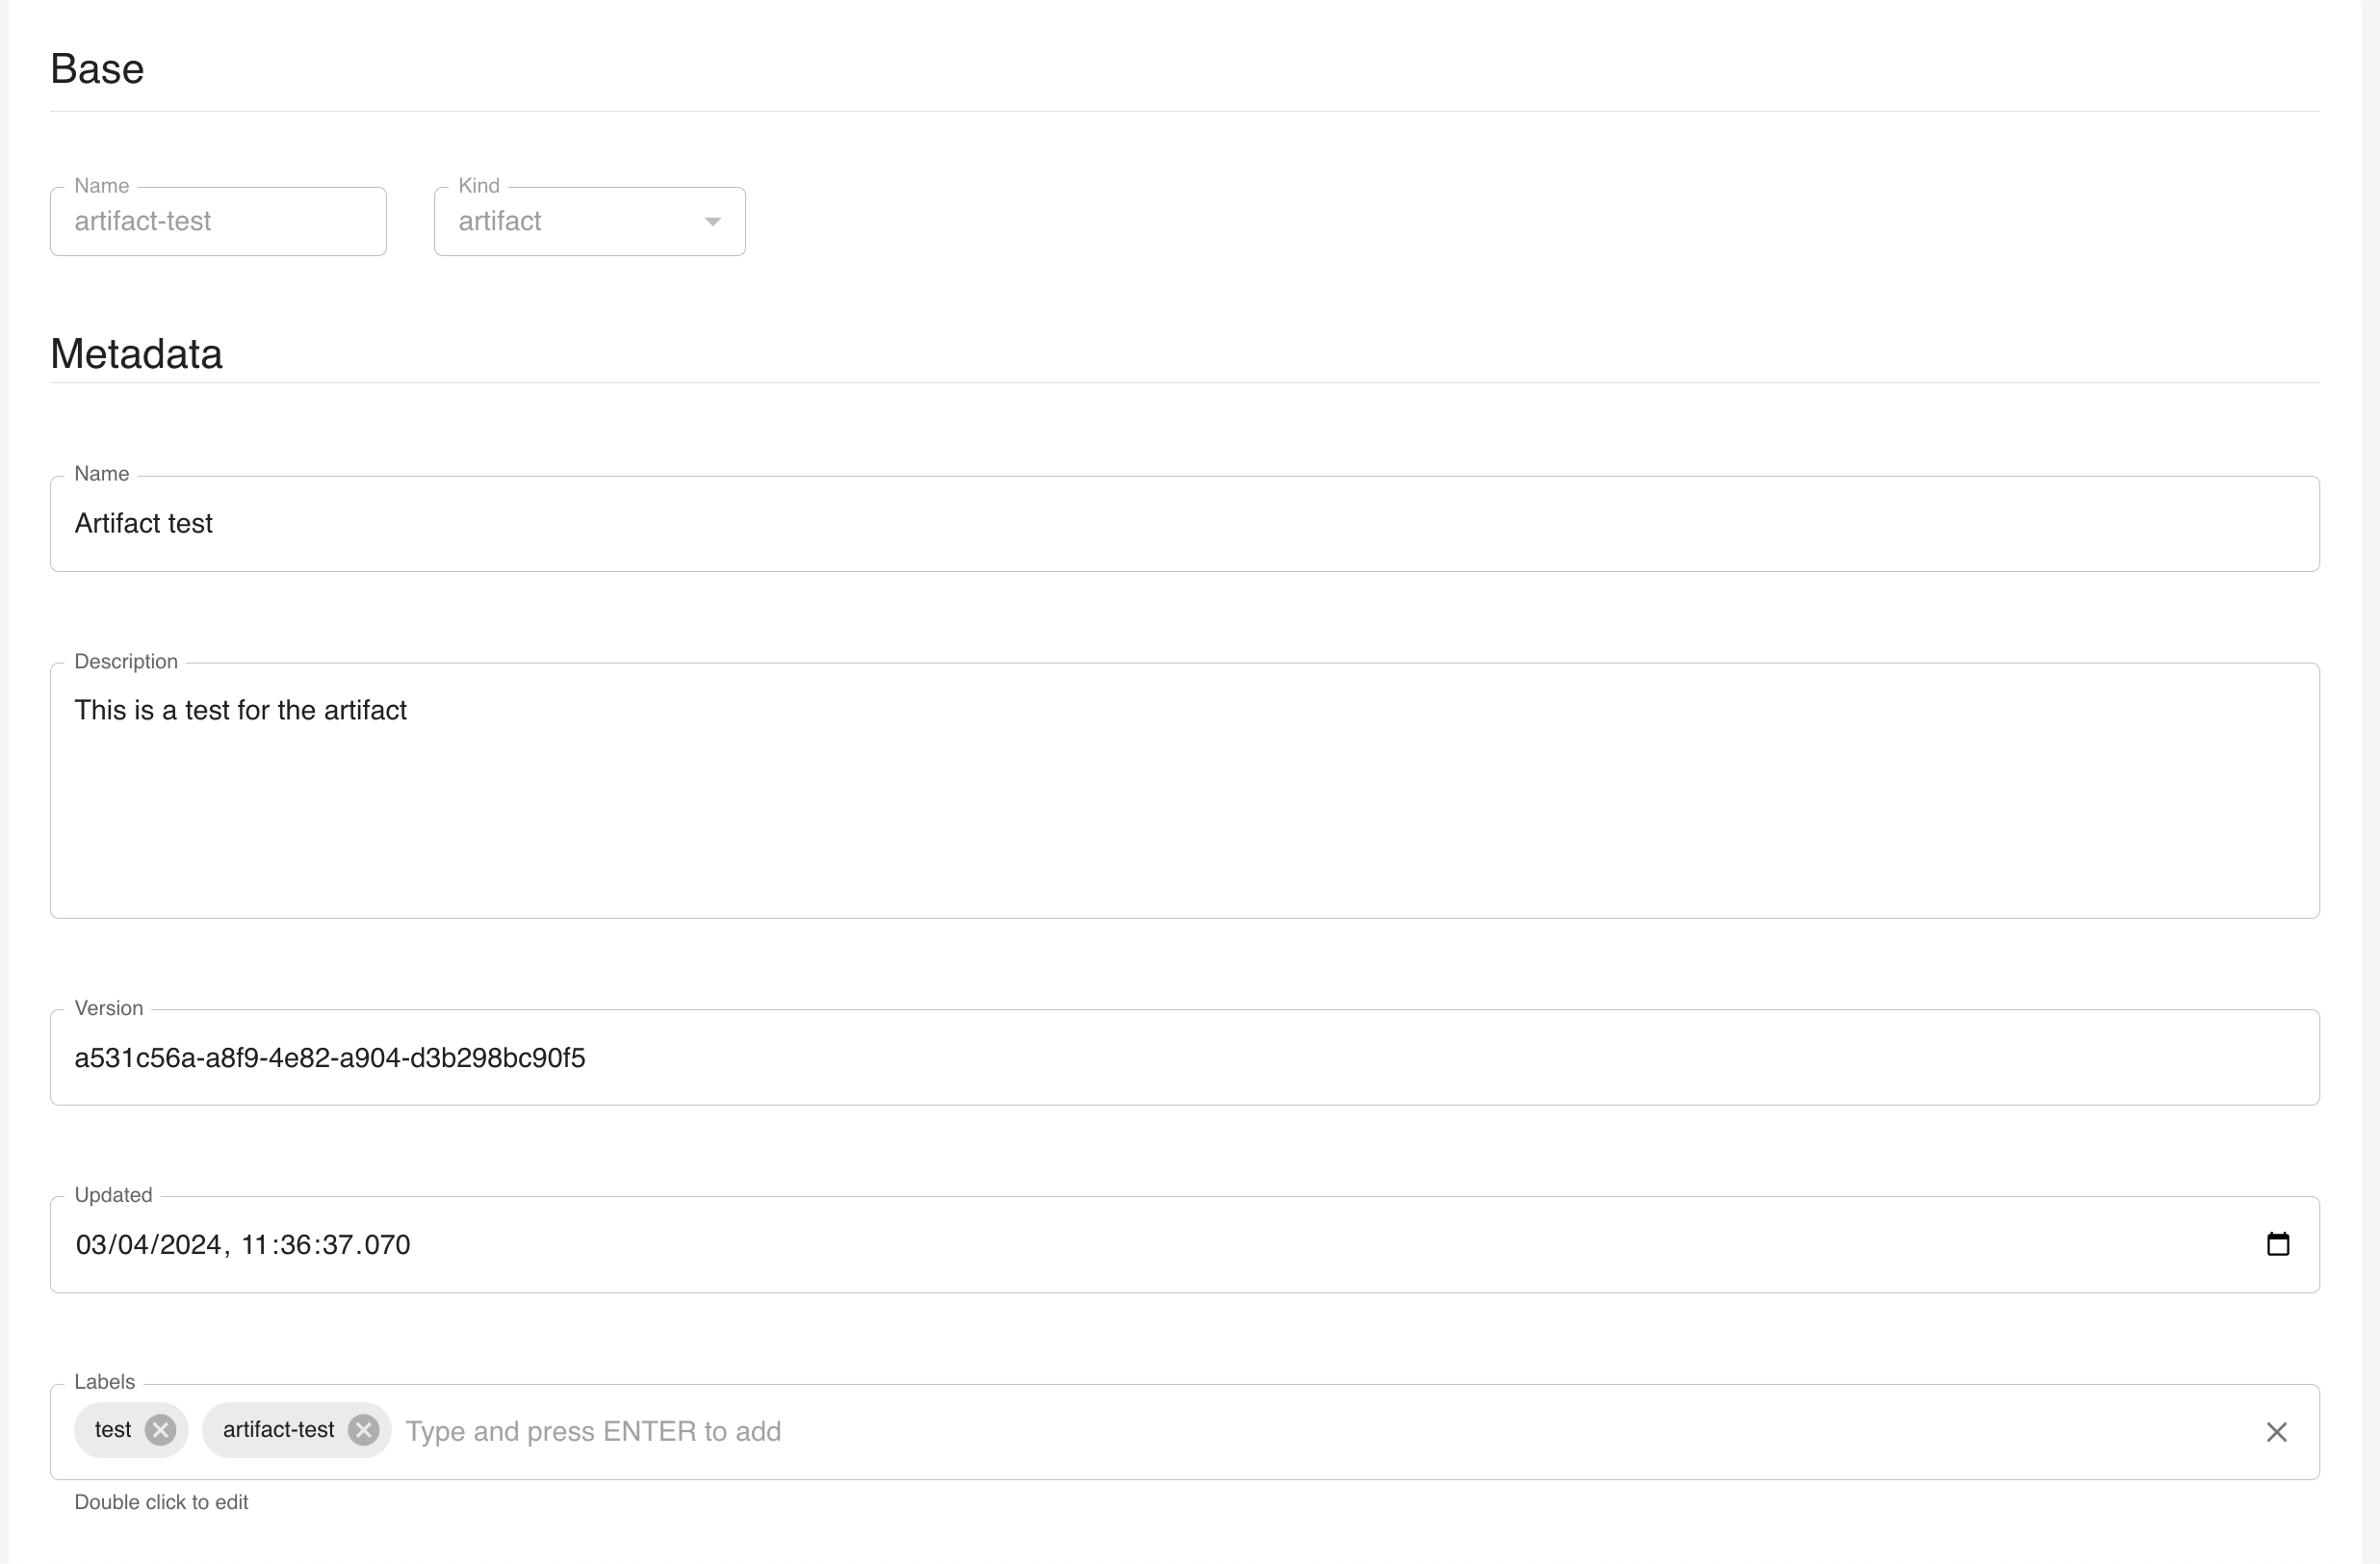 Base
Name
Kind
artifact-test
artifact
Metadata
Name
Artifact test
Description
This is a test for the artifact
Version
a531c56a-a8f9-4e82-a904-d3b298bc90f5
Updated
03/04/2024, 11:36:37.070
Labels
test artifact-test Type and press ENTER to add
Double click to edit